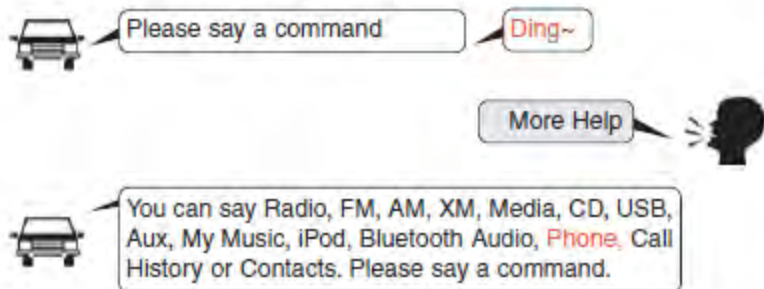 Please say a command
Ding~
More Help
You can say Radio, FM, AM, XM, Media, CD, USB,
Aux, My Music, iPod, Bluetooth Audio, Phone, Call
History or Contacts. Please say a command.